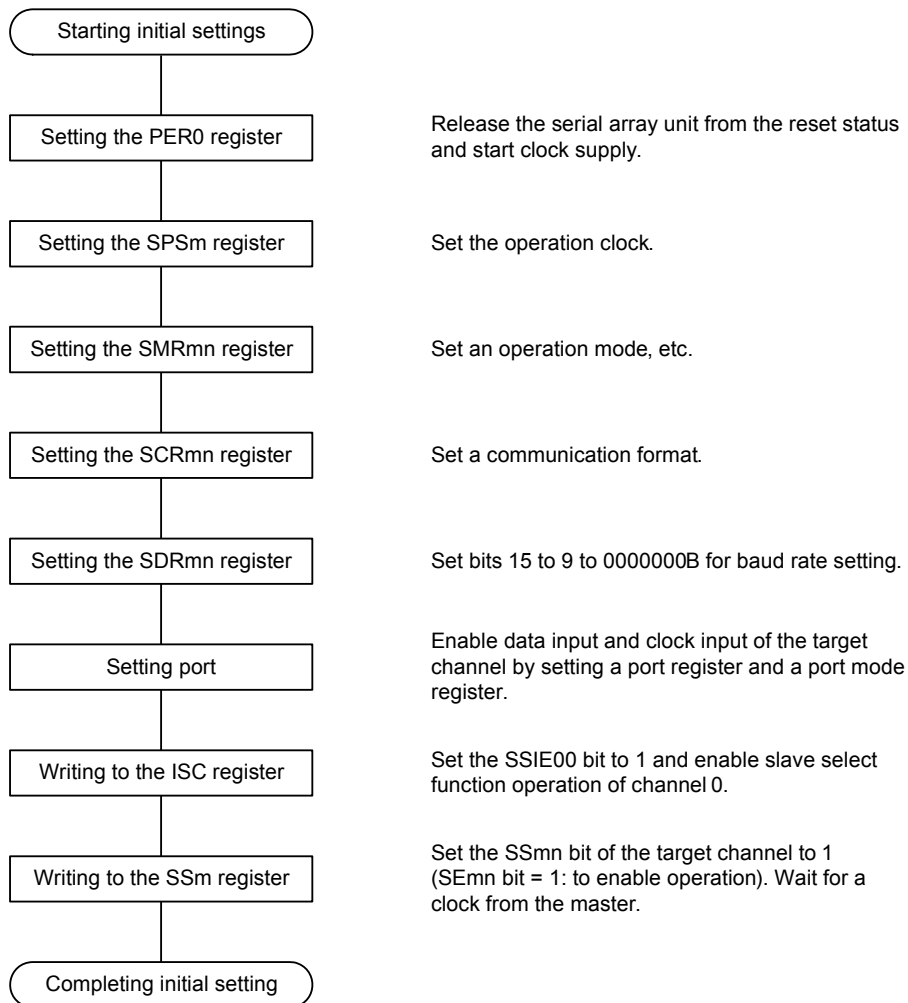 Starting initial settings
Setting the PER0 register
Release the serial array unit from the reset status
and start clock supply.
Setting the SPSm register
Set the operation clock.
Setting the SMRmn register
Set an operation mode, etc.
Setting the SCRmn register
Set a communication format.
Setting the SDRmn register
Set bits 15 to 9 to 0000000B for baud rate setting.
Setting port
Enable data input and clock input of the target
channel by setting a port register and a port mode
register.
Writing to the ISC register
Set the SSIE00 bit to 1 and enable slave select
function operation of channel 0.
Writing to the SSm register
Set the SSmn bit of the target channel to 1
(SEmn bit = 1: to enable operation). Wait for a
clock from the master.
Completing initial setting